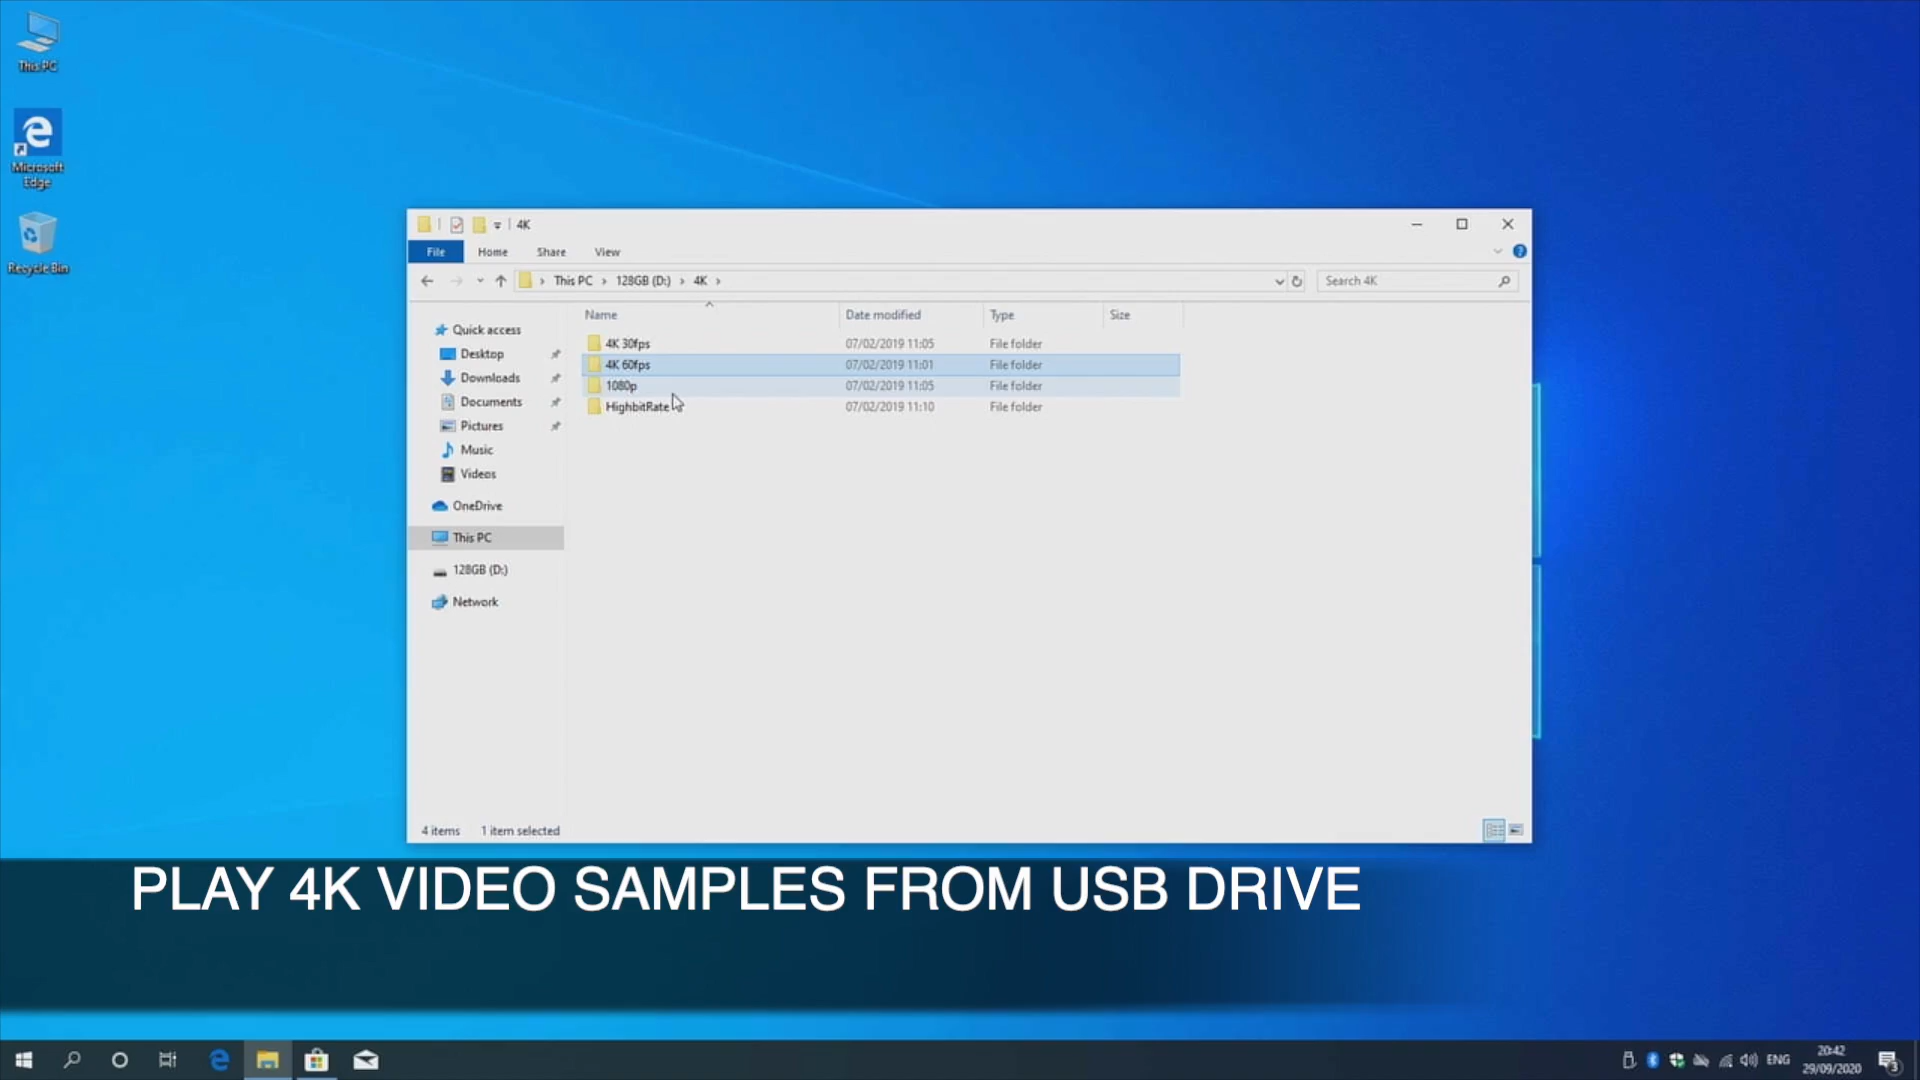 This PC
Microsoft
Edge
Recycle Bin
4K
File Home Share View
This PC 128GB (D:) 4K
Search 4K
Name Date modified Type Size
4K 30fps 07/02/2019 11:05 File folder
4K 60fps 07/02/2019 11:01 File folder
1080p 07/02/2019 11:05 File folder
HighbitRate 07/02/2019 11:10 File folder
Quick access
Desktop
Downloads
Documents
Pictures
Music
Videos
OneDrive
This PC
128GB (D:)
Network
4 items 1 item selected
PLAY 4K VIDEO SAMPLES FROM USB DRIVE
ENG
20:42
29/09/2020
3